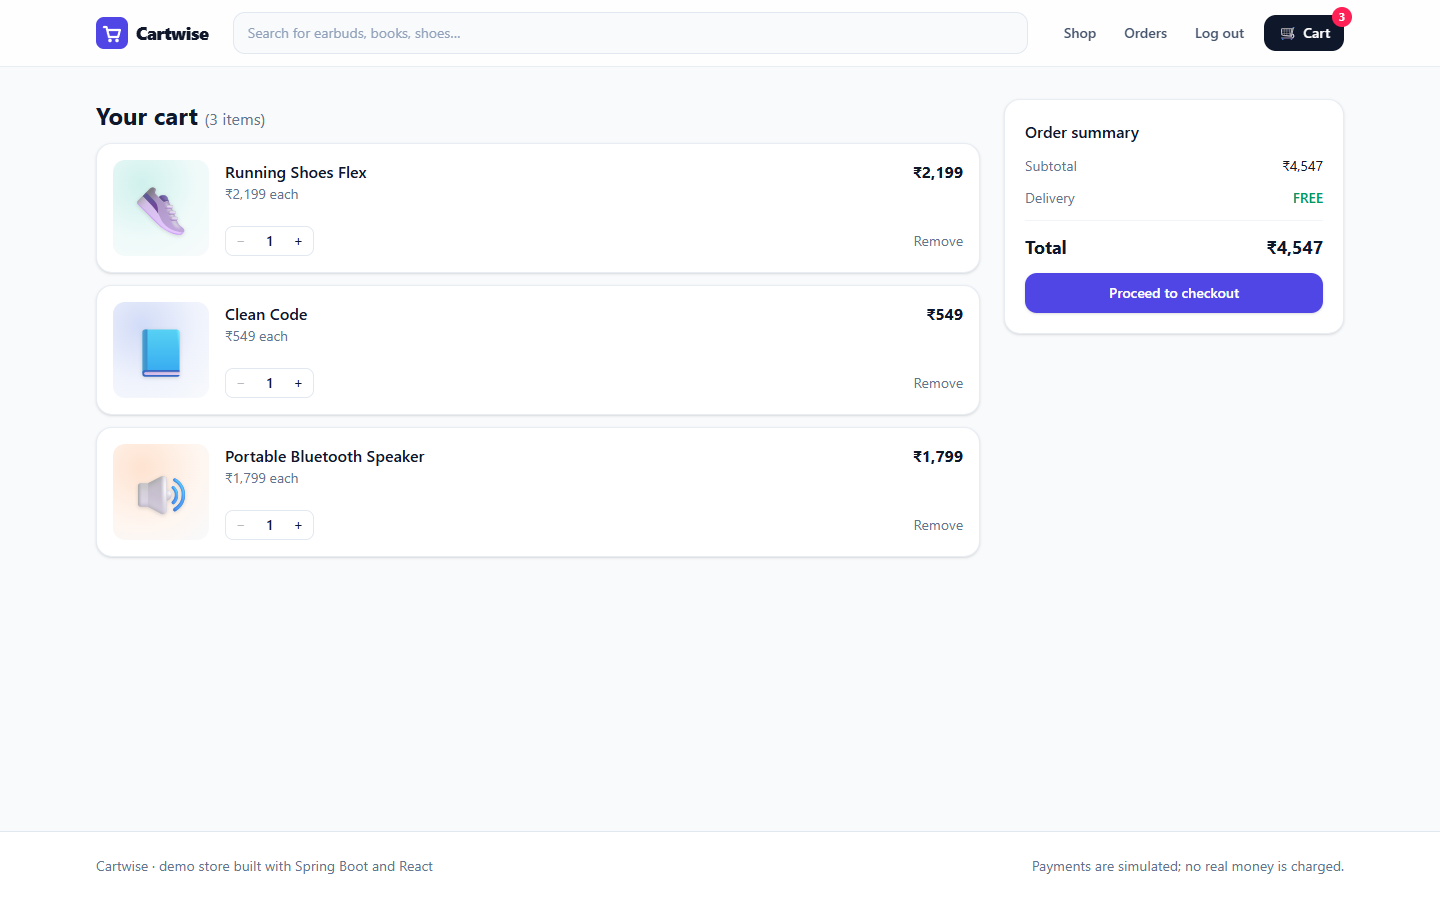 Cartwise
Search for earbuds, books, shoes...
Shop
Orders
Log out
Cart
3
Your cart (3 items)
Running Shoes Flex
₹2,199
₹2,199 each
− 1 +
Remove
Clean Code
₹549
₹549 each
− 1 +
Remove
Portable Bluetooth Speaker
₹1,799
₹1,799 each
− 1 +
Remove
Order summary
Subtotal ₹4,547
Delivery FREE
Total ₹4,547
Proceed to checkout
Cartwise · demo store built with Spring Boot and React
Payments are simulated; no real money is charged.